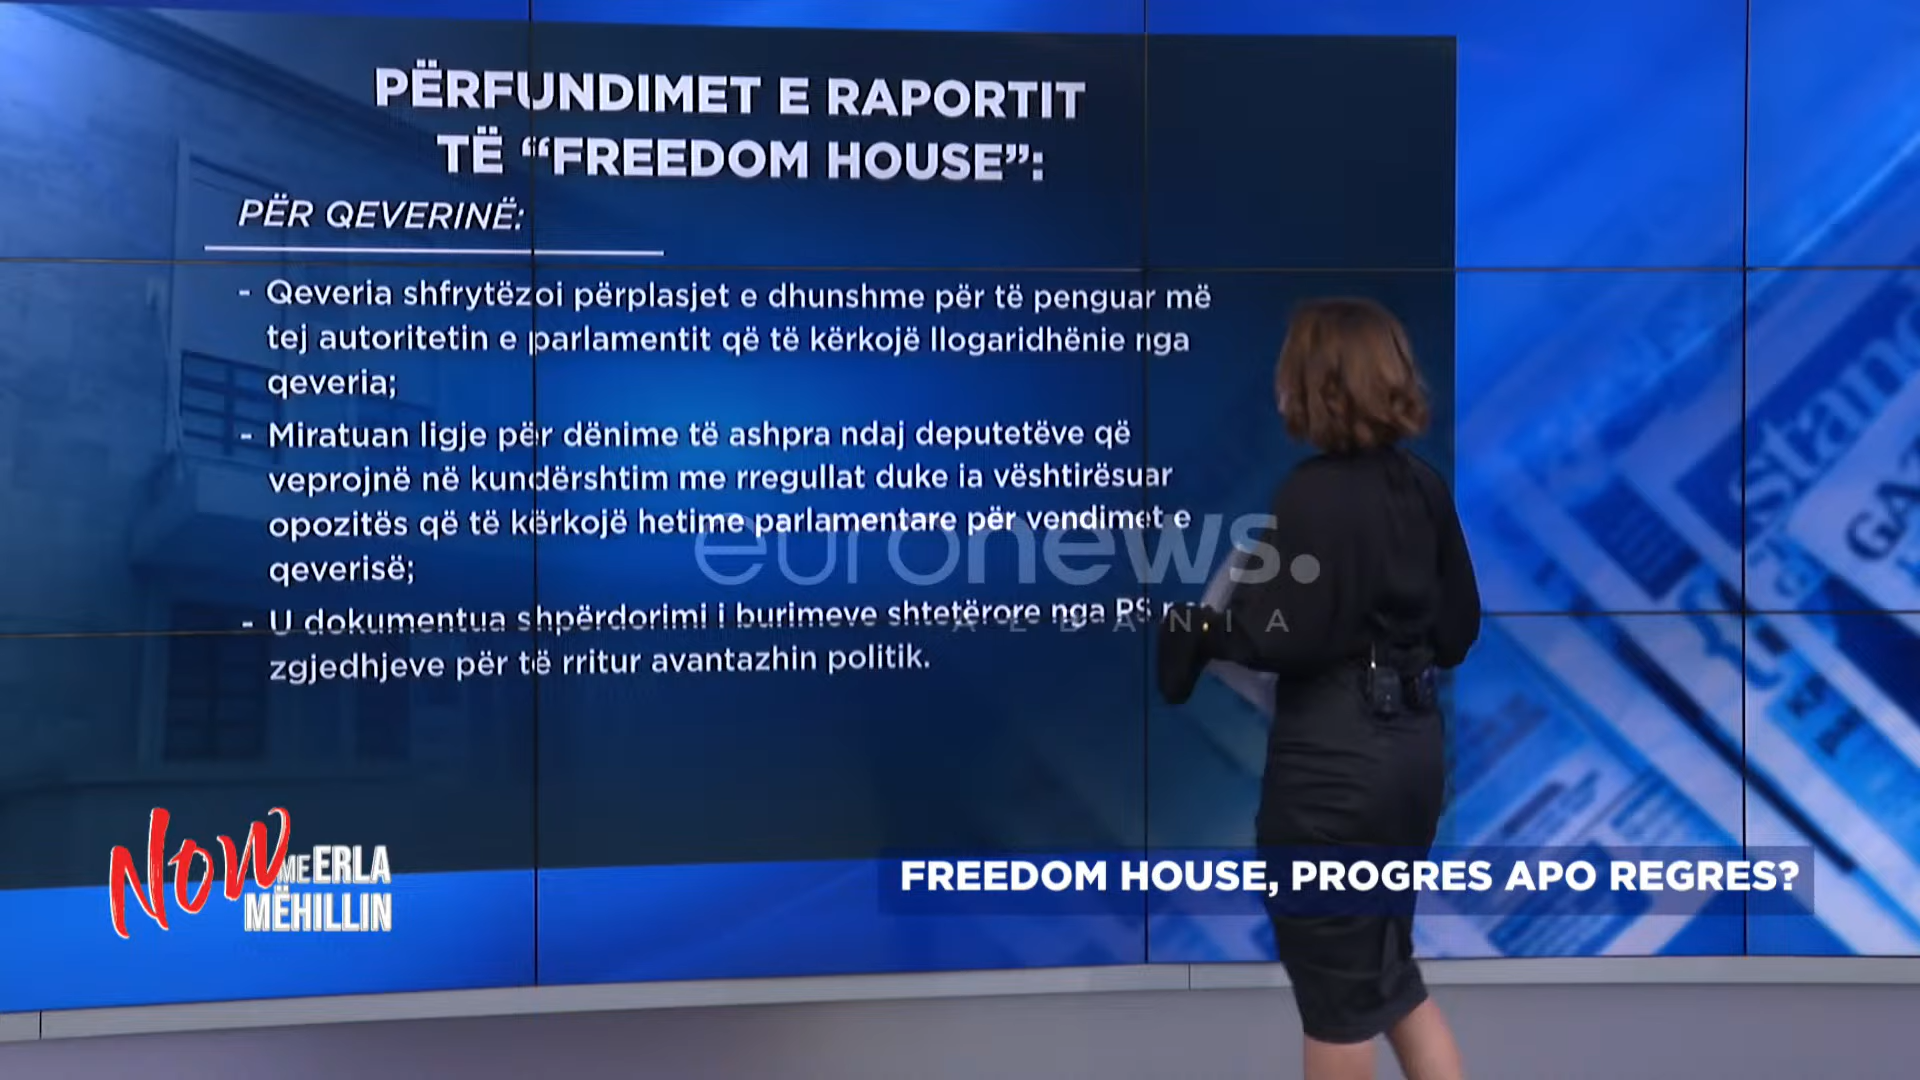 PËRFUNDIMET E RAPORTIT
TË “FREEDOM HOUSE”:
PËR QEVERINË:
- Qeveria shfrytëzoi përplasjet e dhunshme për të penguar më
tej autoritetin e parlamentit që të kërkojë llogaridhënie nga
qeveria;
- Miratuan ligje për dënime të ashpra ndaj deputetëve që
veprojnë në kundërshtim me rregullat duke ia vështirësuar
opozitës që të kërkojë hetime parlamentare për vendimet e
qeverisë;
- U dokumentua shpërdorimi i burimeve shtetërore nga PS
zgjedhjeve për të rritur avantazhin politik.
euronews.
ALBANIA
NOW ME ERLA
MËHILLIN
FREEDOM HOUSE, PROGRES APO REGRES?